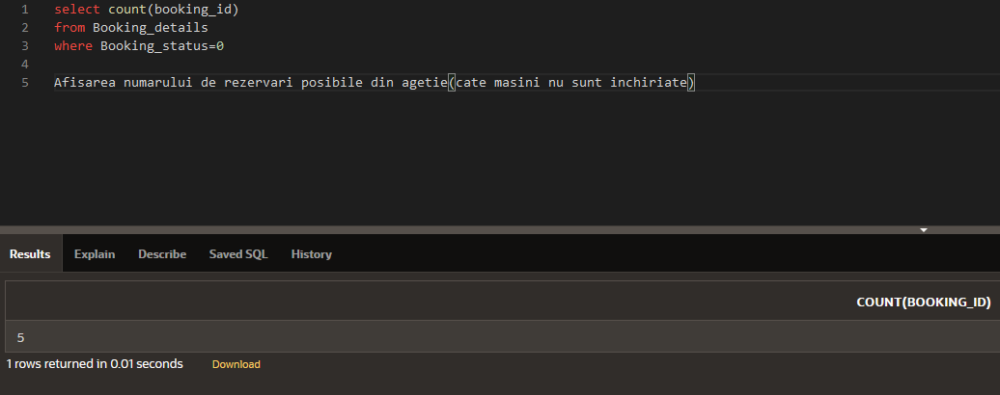 1 select count(booking_id)
2 from Booking_details
3 where Booking_status=0
4
5 Afisarea numarului de rezervari posibile din agetie(cate masini nu sunt inchiriate)
Results Explain Describe Saved SQL History
COUNT(BOOKING_ID)
5
1 rows returned in 0.01 seconds Download